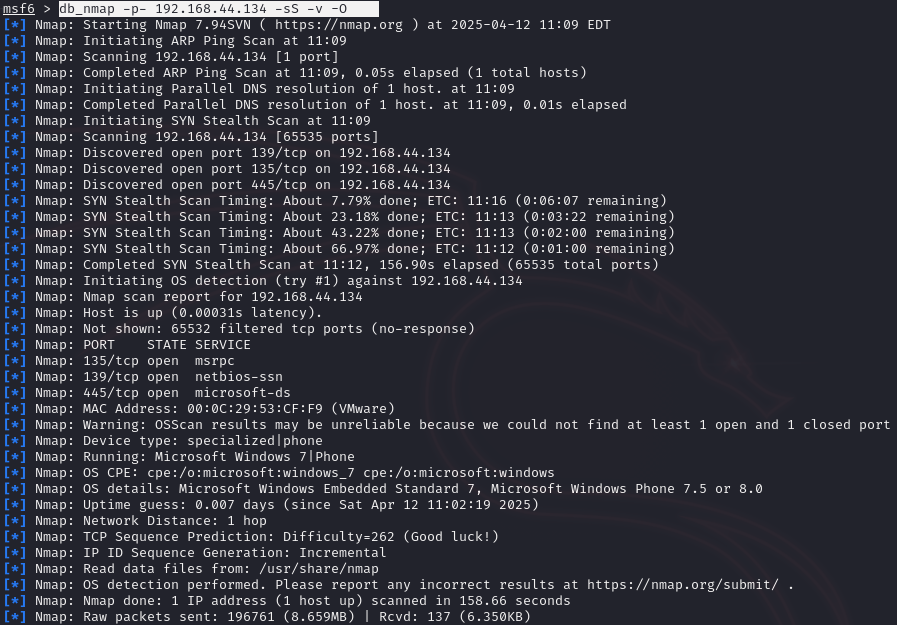 msf6 > db_nmap -p- 192.168.44.134 -sS -v -O
[*] Nmap: Starting Nmap 7.94SVN ( https://nmap.org ) at 2025-04-12 11:09 EDT
[*] Nmap: Initiating ARP Ping Scan at 11:09
[*] Nmap: Scanning 192.168.44.134 [1 port]
[*] Nmap: Completed ARP Ping Scan at 11:09, 0.05s elapsed (1 total hosts)
[*] Nmap: Initiating Parallel DNS resolution of 1 host. at 11:09
[*] Nmap: Completed Parallel DNS resolution of 1 host. at 11:09, 0.01s elapsed
[*] Nmap: Initiating SYN Stealth Scan at 11:09
[*] Nmap: Scanning 192.168.44.134 [65535 ports]
[*] Nmap: Discovered open port 139/tcp on 192.168.44.134
[*] Nmap: Discovered open port 135/tcp on 192.168.44.134
[*] Nmap: Discovered open port 445/tcp on 192.168.44.134
[*] Nmap: SYN Stealth Scan Timing: About 7.79% done; ETC: 11:16 (0:06:07 remaining)
[*] Nmap: SYN Stealth Scan Timing: About 23.18% done; ETC: 11:13 (0:03:22 remaining)
[*] Nmap: SYN Stealth Scan Timing: About 43.22% done; ETC: 11:13 (0:02:00 remaining)
[*] Nmap: SYN Stealth Scan Timing: About 66.97% done; ETC: 11:12 (0:01:00 remaining)
[*] Nmap: Completed SYN Stealth Scan at 11:12, 156.90s elapsed (65535 total ports)
[*] Nmap: Initiating OS detection (try #1) against 192.168.44.134
[*] Nmap: Nmap scan report for 192.168.44.134
[*] Nmap: Host is up (0.00031s latency).
[*] Nmap: Not shown: 65532 filtered tcp ports (no-response)
[*] Nmap: PORT    STATE SERVICE
[*] Nmap: 135/tcp open  msrpc
[*] Nmap: 139/tcp open  netbios-ssn
[*] Nmap: 445/tcp open  microsoft-ds
[*] Nmap: MAC Address: 00:0C:29:53:CF:F9 (VMware)
[*] Nmap: Warning: OSScan results may be unreliable because we could not find at least 1 open and 1 closed port
[*] Nmap: Device type: specialized|phone
[*] Nmap: Running: Microsoft Windows 7|Phone
[*] Nmap: OS CPE: cpe:/o:microsoft:windows_7 cpe:/o:microsoft:windows
[*] Nmap: OS details: Microsoft Windows Embedded Standard 7, Microsoft Windows Phone 7.5 or 8.0
[*] Nmap: Uptime guess: 0.007 days (since Sat Apr 12 11:02:19 2025)
[*] Nmap: Network Distance: 1 hop
[*] Nmap: TCP Sequence Prediction: Difficulty=262 (Good luck!)
[*] Nmap: IP ID Sequence Generation: Incremental
[*] Nmap: Read data files from: /usr/share/nmap
[*] Nmap: OS detection performed. Please report any incorrect results at https://nmap.org/submit/ .
[*] Nmap: Nmap done: 1 IP address (1 host up) scanned in 158.66 seconds
[*] Nmap: Raw packets sent: 196761 (8.659MB) | Rcvd: 137 (6.350KB)